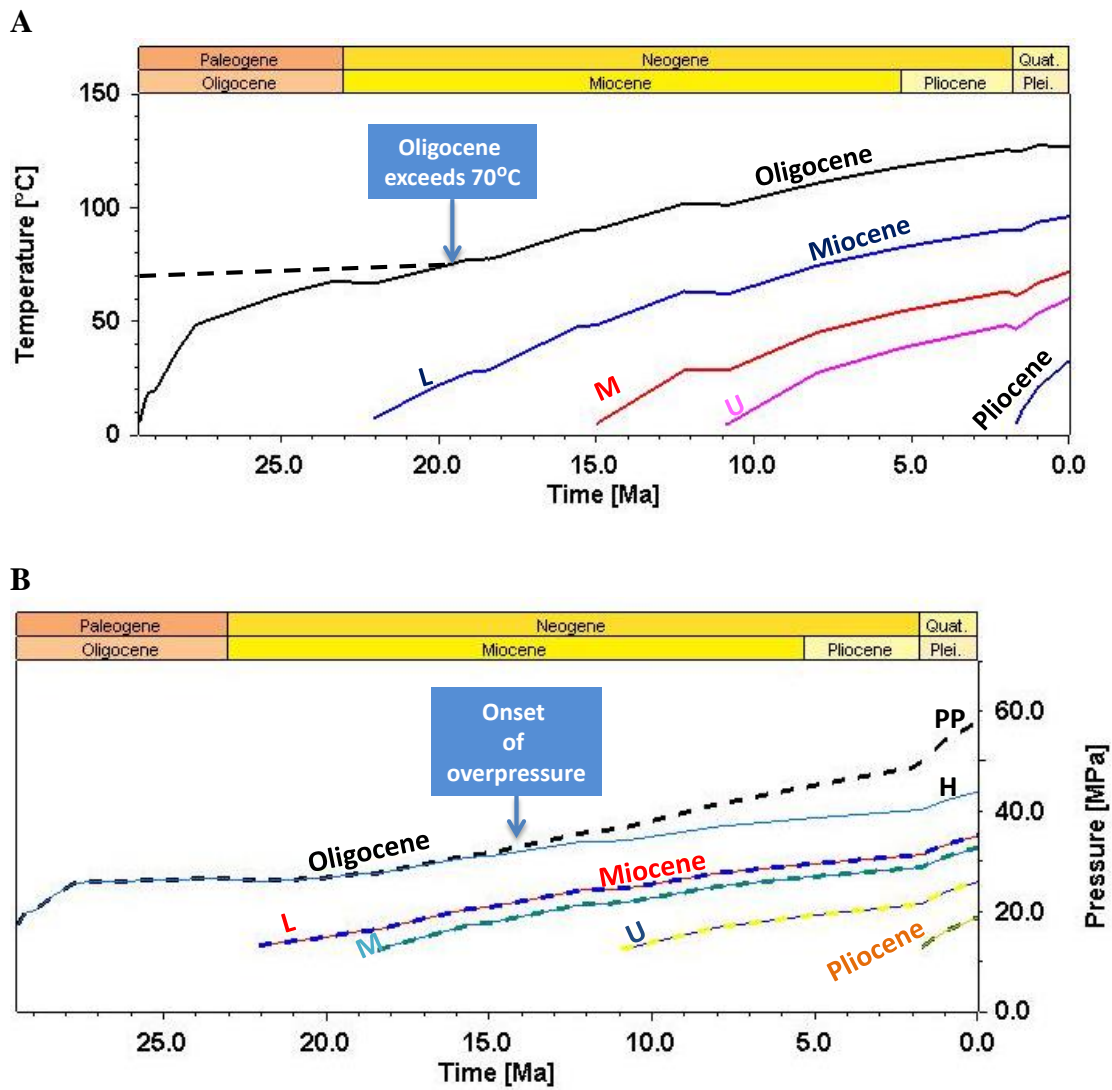 A
Paleogene Neogene Quat.
Oligocene Miocene Pliocene Plei.
150
100
50
0
Temperature [°C]
Oligocene
exceeds 70°C
Oligocene
Miocene
L
M
U
Pliocene
25.0 20.0 15.0 10.0 5.0 0.0
Time [Ma]
B
Paleogene Neogene Quat.
Oligocene Miocene Pliocene Plei.
Onset
of
overpressure
PP
H
Oligocene
Miocene
L
M
U
Pliocene
60.0
40.0
20.0
0.0
Pressure [MPa]
25.0 20.0 15.0 10.0 5.0 0.0
Time [Ma]